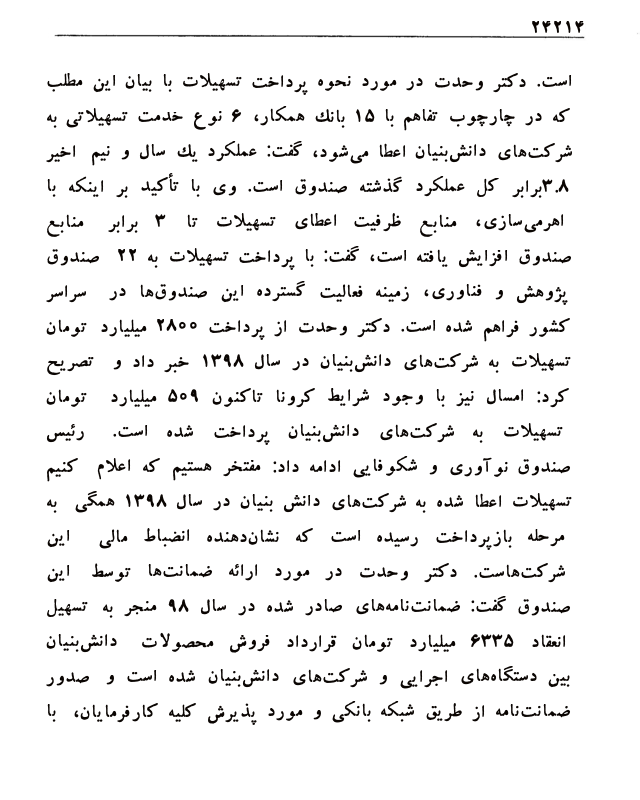 ۲۴۲۱۴
است. دکتر وحدت در مورد نحوه پرداخت تسهیلات با بیان این مطلب
که در چارچوب تفاهم با ۱۵ بانك همکار، ۶ نوع خدمت تسهیلاتی به
شرکت‌های دانش‌بنیان اعطا می‌شود، گفت: عملکرد یك سال و نیم اخیر
۳.۸برابر کل عملکرد گذشته صندوق است. وی با تأکید بر اینکه با
اهرمی‌سازی، منابع ظرفیت اعطای تسهیلات تا ۳ برابر منابع
صندوق افزایش یافته است، گفت: با پرداخت تسهیلات به ۲۲ صندوق
پژوهش و فناوری، زمینه فعالیت گسترده این صندوق‌ها در سراسر
کشور فراهم شده است. دکتر وحدت از پرداخت ۲۸۰۰ میلیارد تومان
تسهیلات به شرکت‌های دانش‌بنیان در سال ۱۳۹۸ خبر داد و تصریح
کرد: امسال نیز با وجود شرایط کرونا تاکنون ۵۰۹ میلیارد تومان
تسهیلات به شرکت‌های دانش‌بنیان پرداخت شده است. رئیس
صندوق نوآوری و شکوفایی ادامه داد: مفتخر هستیم که اعلام کنیم
تسهیلات اعطا شده به شرکت‌های دانش بنیان در سال ۱۳۹۸ همگی به
مرحله بازپرداخت رسیده است که نشان‌دهنده انضباط مالی این
شرکت‌هاست. دکتر وحدت در مورد ارائه ضمانت‌ها توسط این
صندوق گفت: ضمانت‌نامه‌های صادر شده در سال ۹۸ منجر به تسهیل
انعقاد ۶۳۳۵ میلیارد تومان قرارداد فروش محصولات دانش‌بنیان
بین دستگاه‌های اجرایی و شرکت‌های دانش‌بنیان شده است و صدور
ضمانت‌نامه از طریق شبکه بانکی و مورد پذیرش کلیه کارفرمایان، با